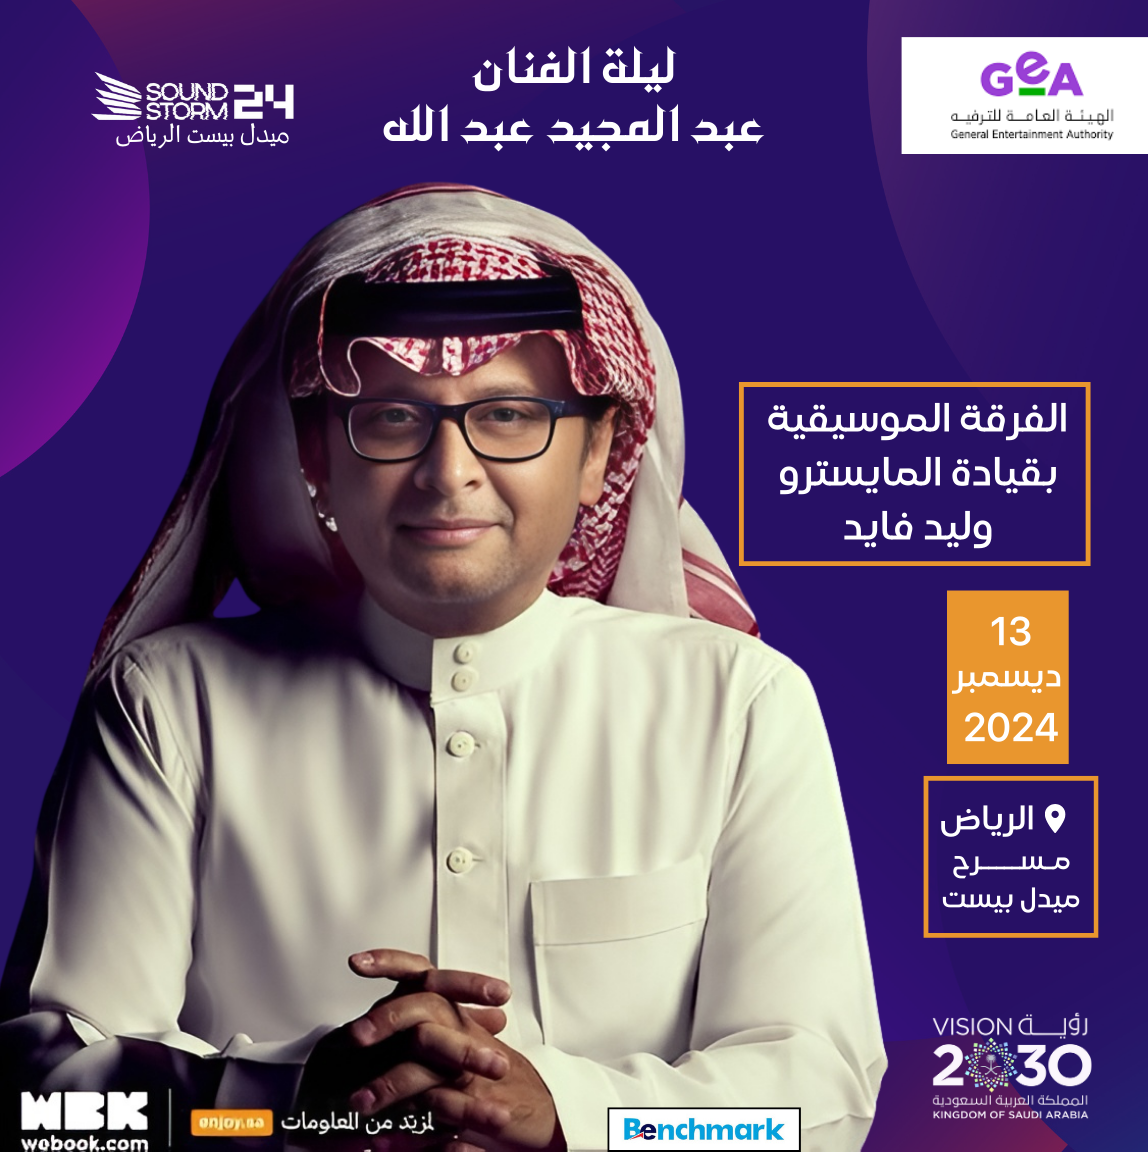 ليلة الفنان
عبد المجيد عبد الله
SOUND STORM 24
ميدل بيست الرياض
GEA
الهيئة العامة للترفيه
General Entertainment Authority
الفرقة الموسيقية
بقيادة المايسترو
وليد فايد
13
ديسمبر
2024
الرياض
مســــرح
ميدل بيست
VISION رؤيــة
2030
المملكة العربية السعودية
KINGDOM OF SAUDI ARABIA
WBK
webook.com
enjoy.sa لمزيد من المعلومات
Benchmark